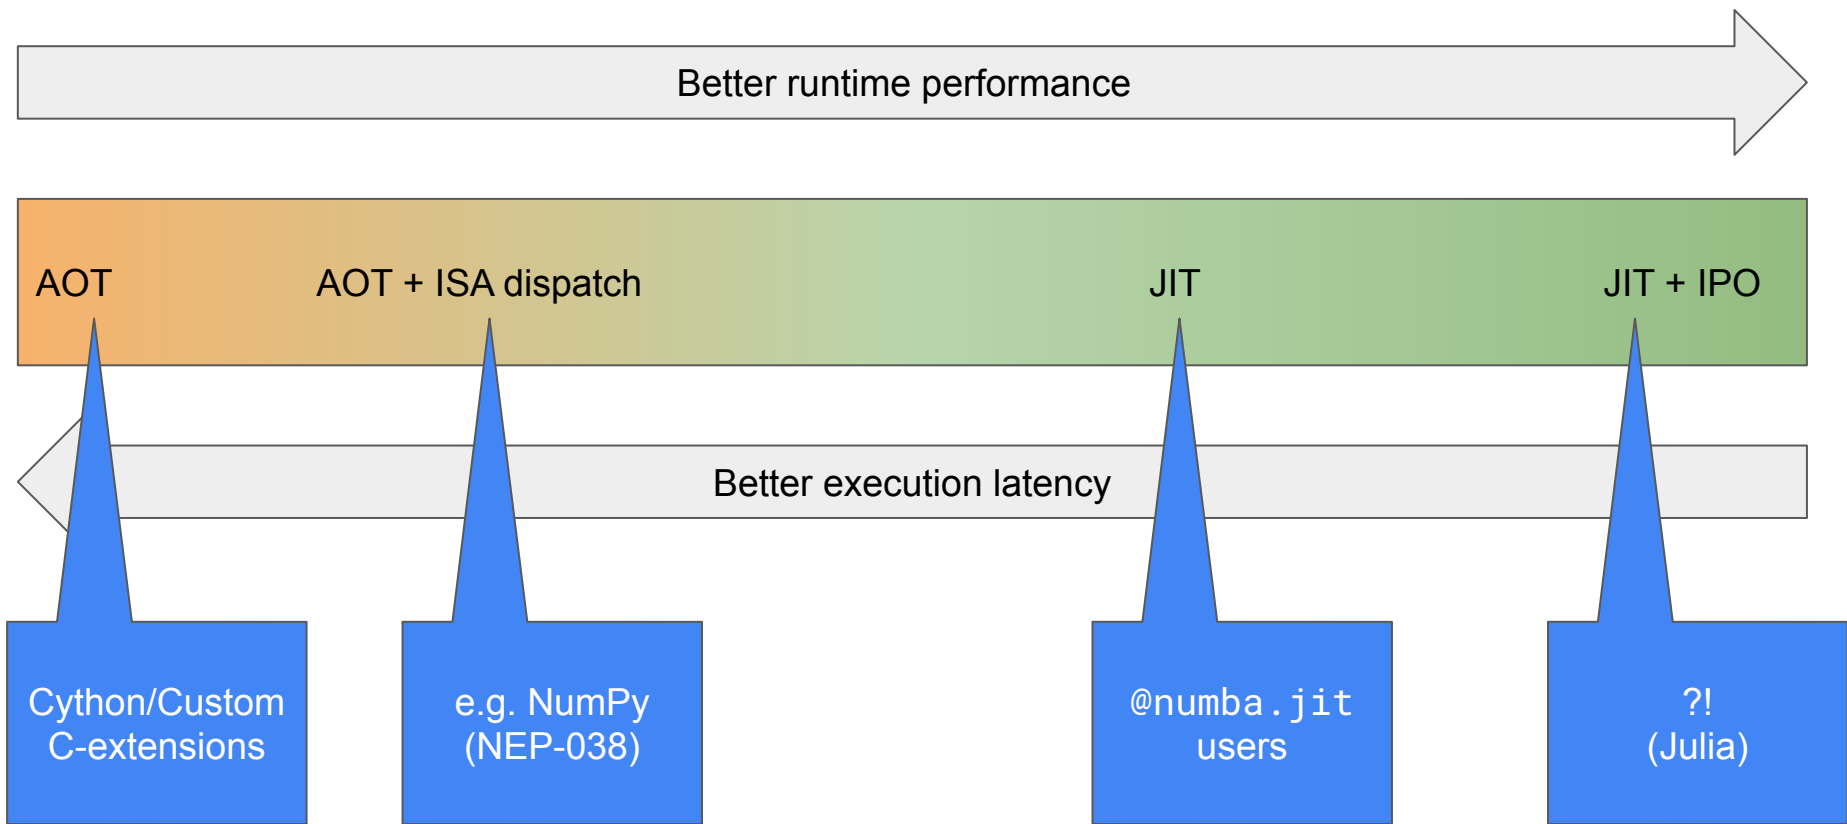 Better runtime performance
AOT
AOT + ISA dispatch
JIT
JIT + IPO
Better execution latency
Cython/Custom
C-extensions
e.g. NumPy
(NEP-038)
@numba.jit
users
?!
(Julia)